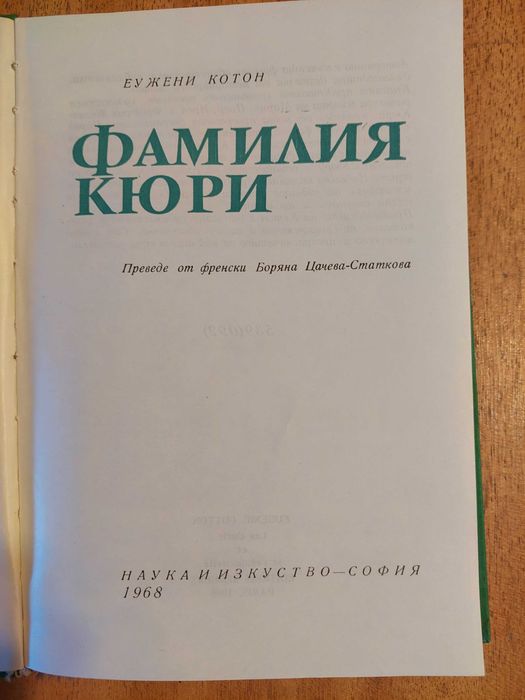 ЕУЖЕНИ КОТОН
ФАМИЛИЯ
КЮРИ
Преведе от френски Боряна Цачева-Статкова
НАУКА И ИЗКУСТВО—СОФИЯ
1968